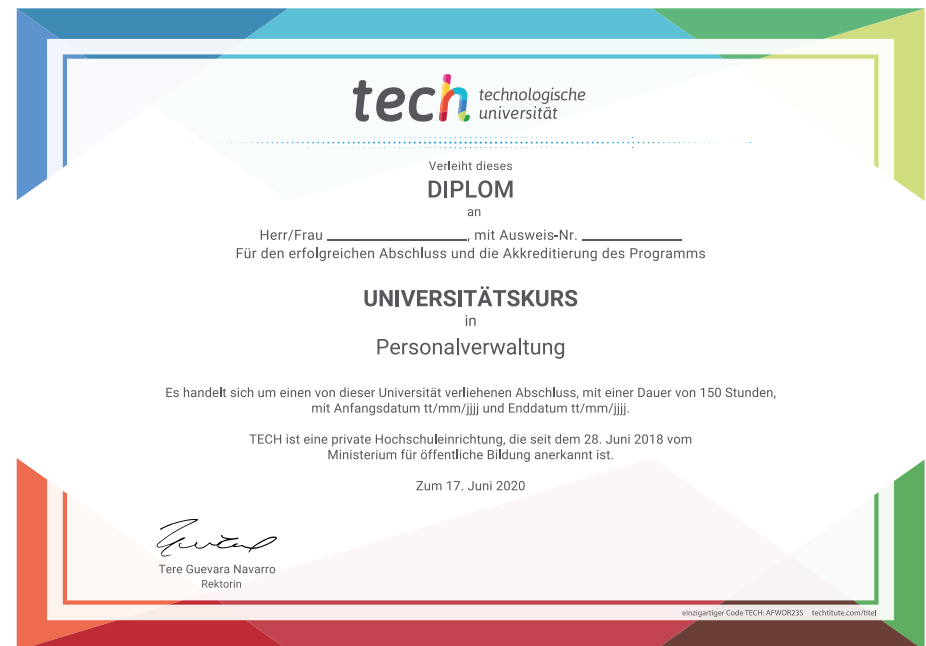 tech technologische
universität
Verleiht dieses
DIPLOM
an
Herr/Frau ____________, mit Ausweis-Nr. ____________
Für den erfolgreichen Abschluss und die Akkreditierung des Programms
UNIVERSITÄTSKURS
in
Personalverwaltung
Es handelt sich um einen von dieser Universität verliehenen Abschluss, mit einer Dauer von 150 Stunden,
mit Anfangsdatum tt/mm/jjjj und Enddatum tt/mm/jjjj.
TECH ist eine private Hochschuleinrichtung, die seit dem 28. Juni 2018 vom
Ministerium für öffentliche Bildung anerkannt ist.
Zum 17. Juni 2020
Tere Guevara Navarro
Rektorin
einzigartiger Code TECH: AFWOR23S techtitute.com/titel